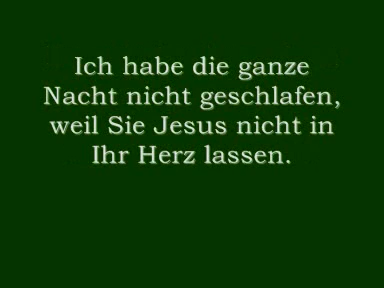 Ich habe die ganze
Nacht nicht geschlafen,
weil Sie Jesus nicht in
Ihr Herz lassen.